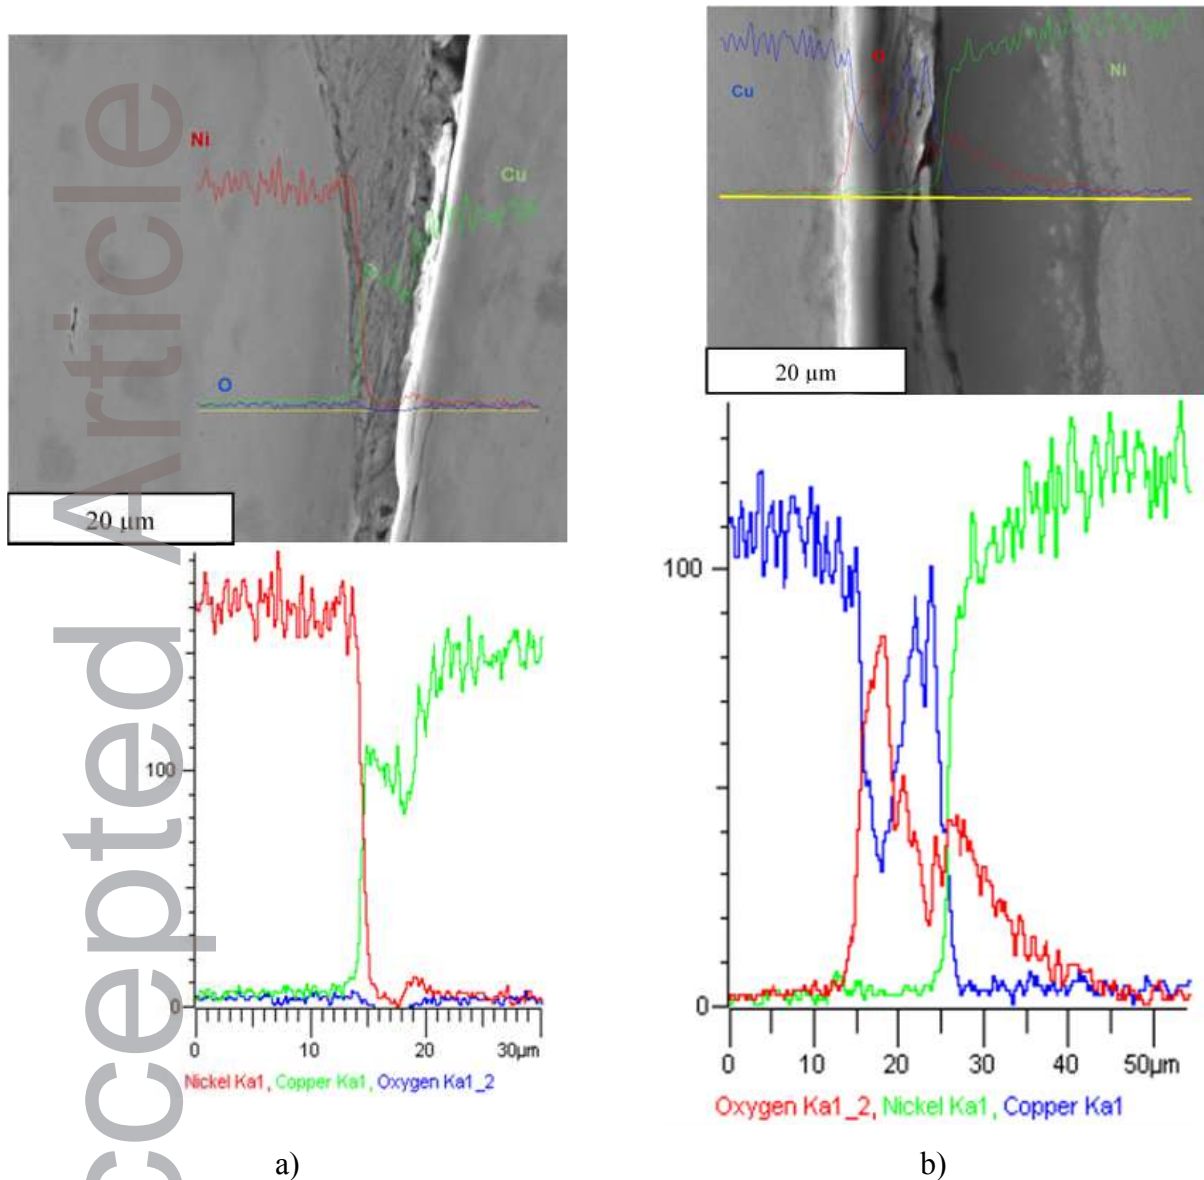 Accepted Article
Ni
Cu
O
20 µm
100
0
0 10 20 30µm
Nickel Ka1, Copper Ka1, Oxygen Ka1_2
a)
O
Cu
Ni
20 µm
100
0
0 10 20 30 40 50µm
Oxygen Ka1_2, Nickel Ka1, Copper Ka1
b)